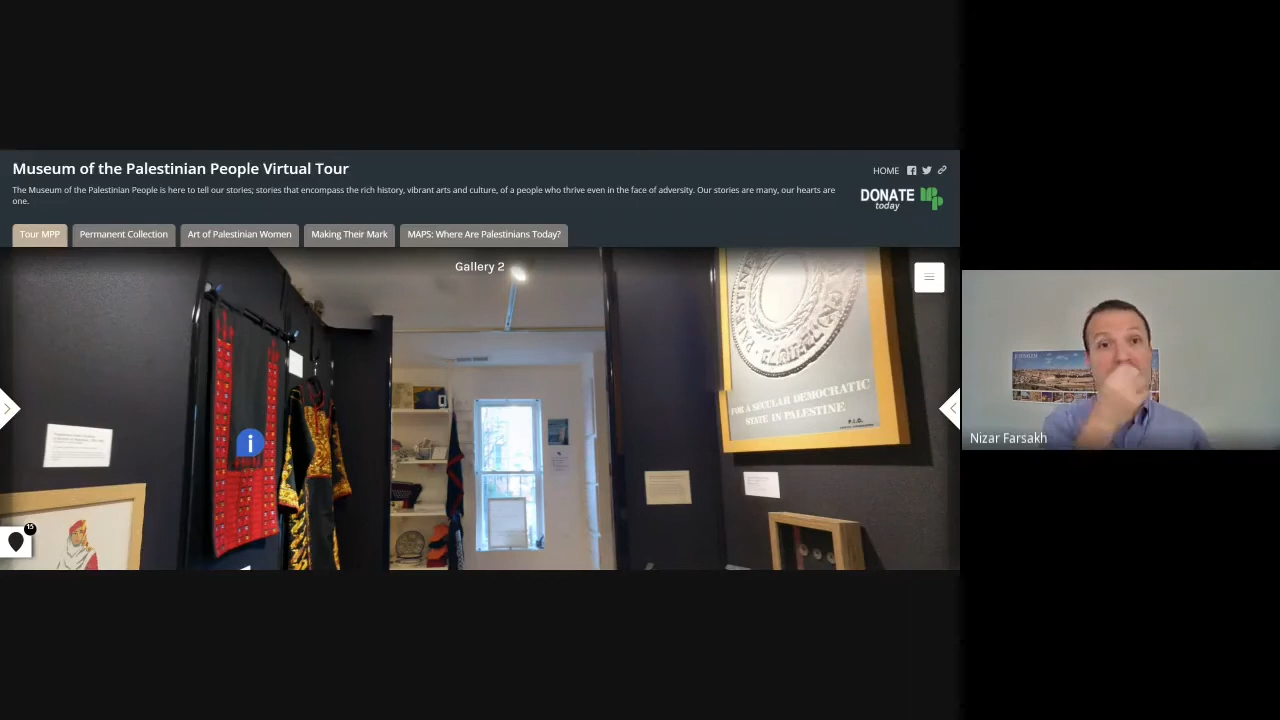 Museum of the Palestinian People Virtual Tour
HOME
The Museum of the Palestinian People is here to tell our stories; stories that encompass the rich history, vibrant arts and culture, of a people who thrive even in the face of adversity. Our stories are many, our hearts are
one.
DONATE
today
Tour MPP
Permanent Collection
Art of Palestinian Women
Making Their Mark
MAPS: Where Are Palestinians Today?
Gallery 2
FOR A SECULAR DEMOCRATIC
STATE IN PALESTINE
P.L.O.
i
15
Nizar Farsakh